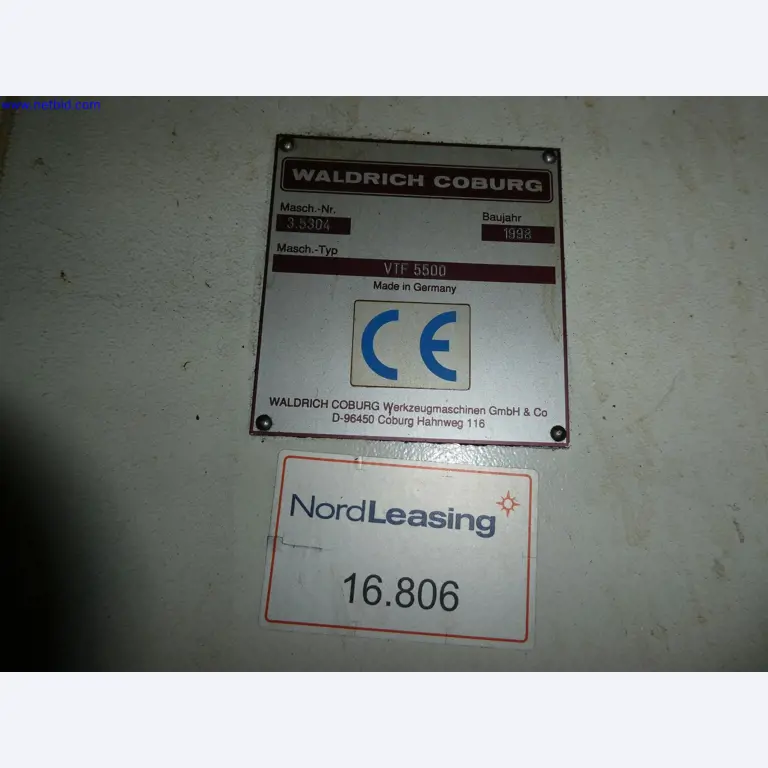 www.netbid.com
WALDRICH COBURG
Masch.-Nr.
Baujahr
3.5304
1998
Masch.-Typ
VTF 5500
Made in Germany
CE
WALDRICH COBURG Werkzeugmaschinen GmbH & Co
D-96450 Coburg Hahnweg 116
NordLeasing
16.806